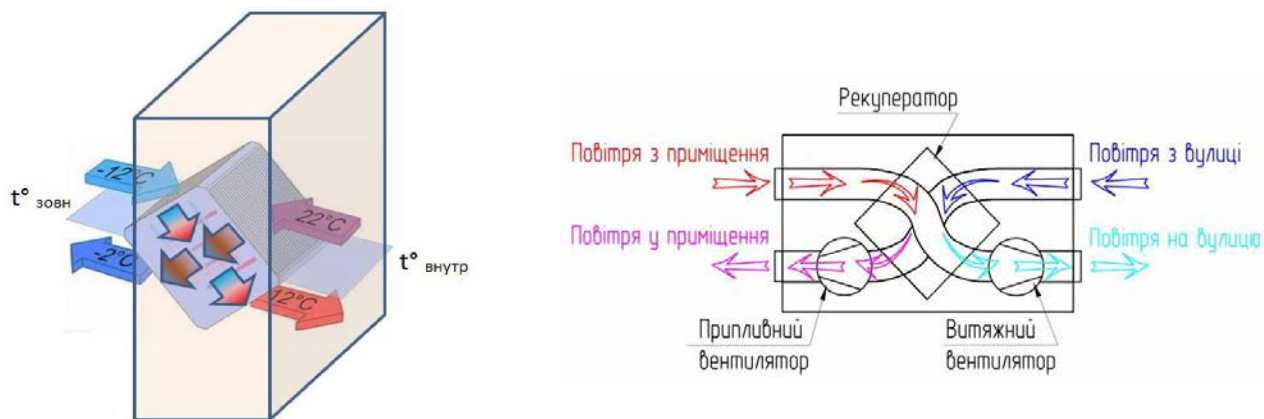 -12°C
t° зовн
22°C
-2°C
t° внутр
12°C
Рекуператор
Повітря з приміщення
Повітря з вулиці
Повітря у приміщення
Повітря на вулицю
Припливний
вентилятор
Витяжний
вентилятор